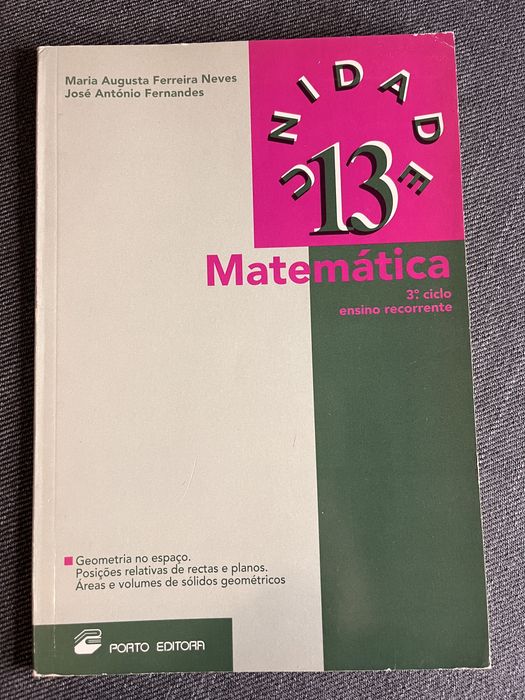 Maria Augusta Ferreira Neves
José António Fernandes
UNIDADE
13
Matemática
3.º ciclo
ensino recorrente
Geometria no espaço.
Posições relativas de rectas e planos.
Áreas e volumes de sólidos geométricos
PORTO EDITORA